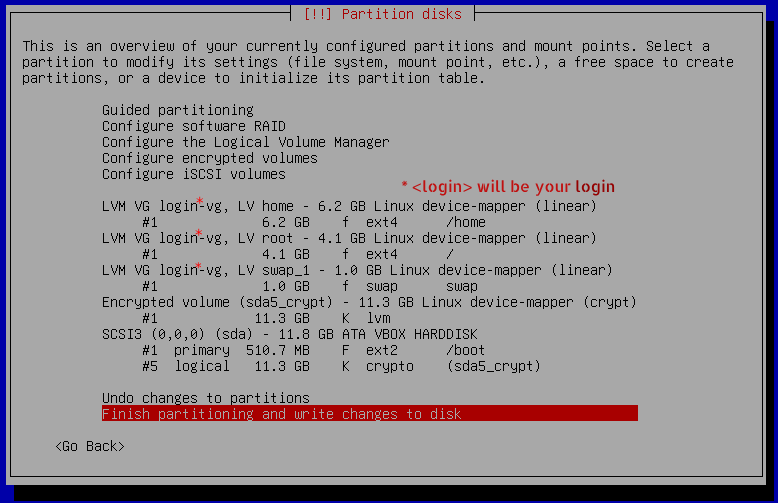 [!!] Partition disks
This is an overview of your currently configured partitions and mount points. Select a
partition to modify its settings (file system, mount point, etc.), a free space to create
partitions, or a device to initialize its partition table.
Guided partitioning
Configure software RAID
Configure the Logical Volume Manager
Configure encrypted volumes
Configure iSCSI volumes
* <login> will be your login
LVM VG login*-vg, LV home - 6.2 GB Linux device-mapper (linear)
#1 6.2 GB f ext4 /home
LVM VG login*-vg, LV root - 4.1 GB Linux device-mapper (linear)
#1 4.1 GB f ext4 /
LVM VG login*-vg, LV swap_1 - 1.0 GB Linux device-mapper (linear)
#1 1.0 GB f swap swap
Encrypted volume (sda5_crypt) - 11.3 GB Linux device-mapper (crypt)
#1 11.3 GB K lvm
SCSI3 (0,0,0) (sda) - 11.8 GB ATA VBOX HARDDISK
#1 primary 510.7 MB F ext2 /boot
#5 logical 11.3 GB K crypto (sda5_crypt)
Undo changes to partitions
Finish partitioning and write changes to disk
<Go Back>